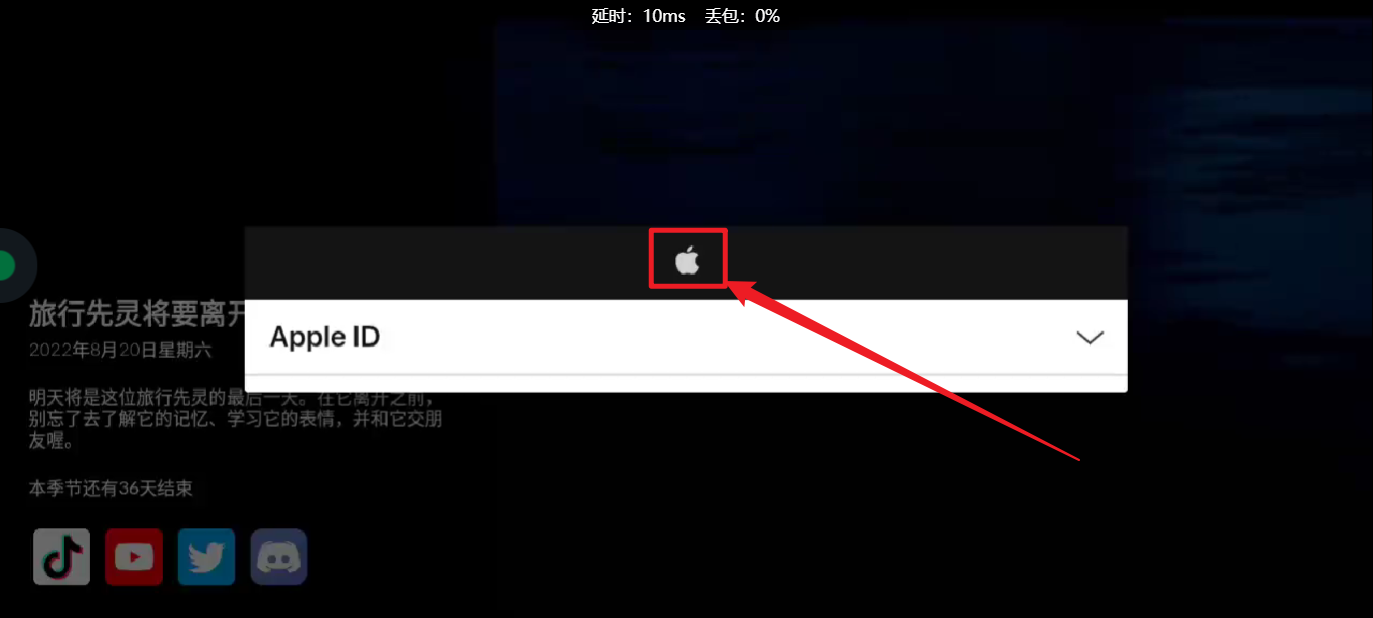 延时：10ms 丢包：0%
Apple ID
旅行先灵将要离开
2022年8月20日星期六
明天将是这位旅行先灵的最后一天。在它离开之前，
别忘了去了解它的记忆、学习它的表情，并和它交朋
友喔。
本季节还有36天结束